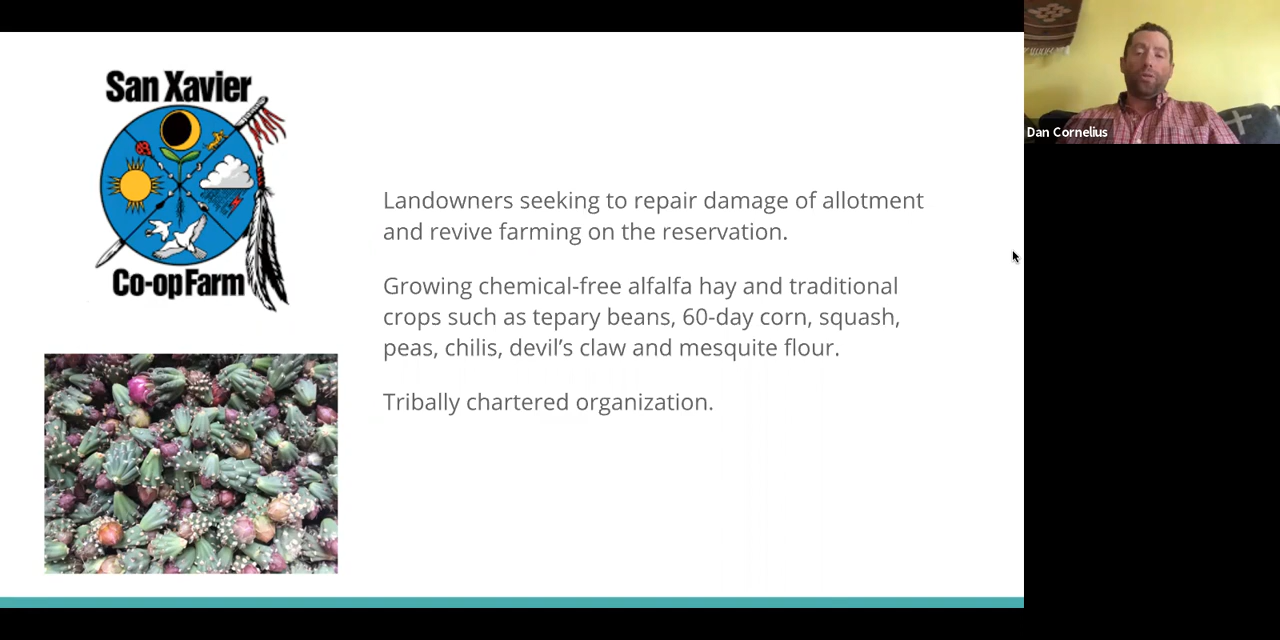 San Xavier
Co-op Farm
Landowners seeking to repair damage of allotment
and revive farming on the reservation.
Growing chemical-free alfalfa hay and traditional
crops such as tepary beans, 60-day corn, squash,
peas, chilis, devil’s claw and mesquite flour.
Tribally chartered organization.
Dan Cornelius